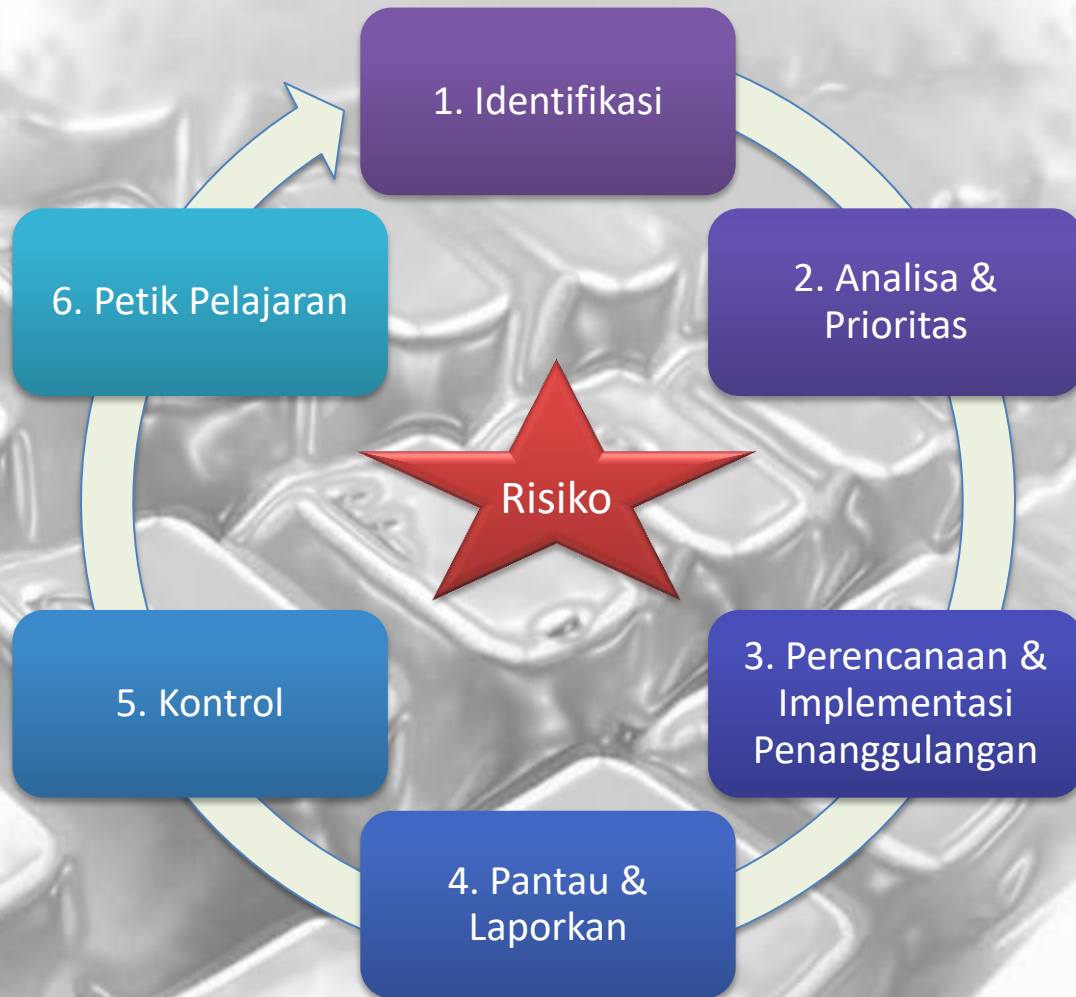 1. Identifikasi
2. Analisa &
Prioritas
3. Perencanaan &
Implementasi
Penanggulangan
4. Pantau &
Laporkan
5. Kontrol
6. Petik Pelajaran
Risiko